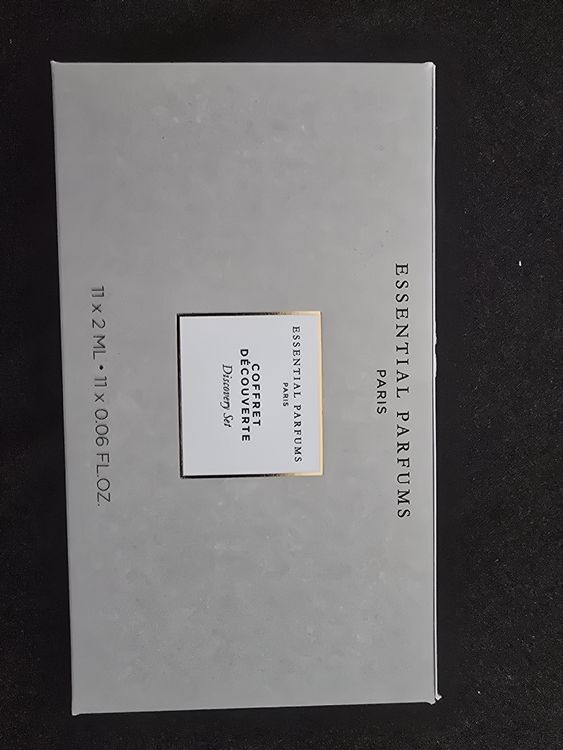 ESSENTIAL PARFUMS
PARIS
ESSENTIAL PARFUMS
PARIS
COFFRET
DÉCOUVERTE
Discovery Set
11 x 2 ML • 11 x 0.06 FL.OZ.